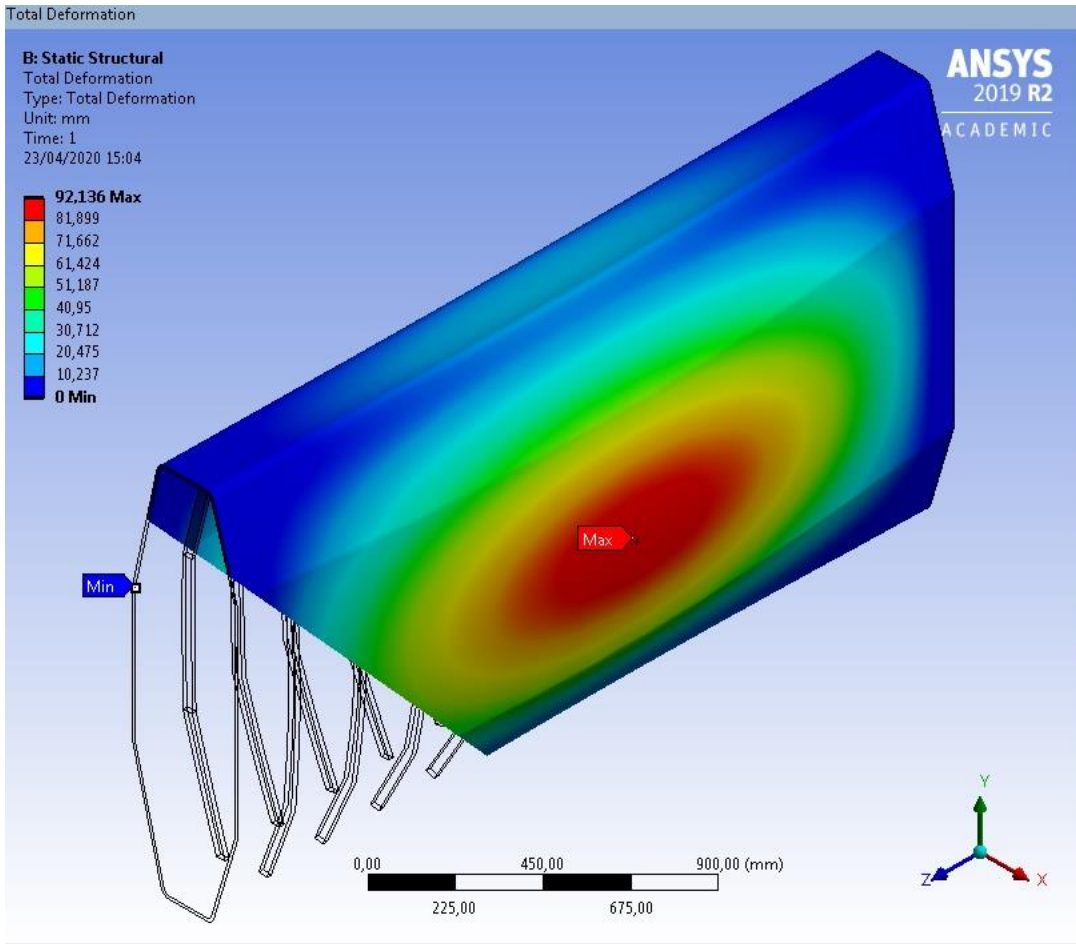 Total Deformation
B: Static Structural
Total Deformation
Type: Total Deformation
Unit: mm
Time: 1
23/04/2020 15:04
ANSYS
2019 R2
ACADEMIC
92,136 Max
81,899
71,662
61,424
51,187
40,95
30,712
20,475
10,237
0 Min
Max
Min
0,00 450,00 900,00 (mm)
225,00 675,00
Y
Z X